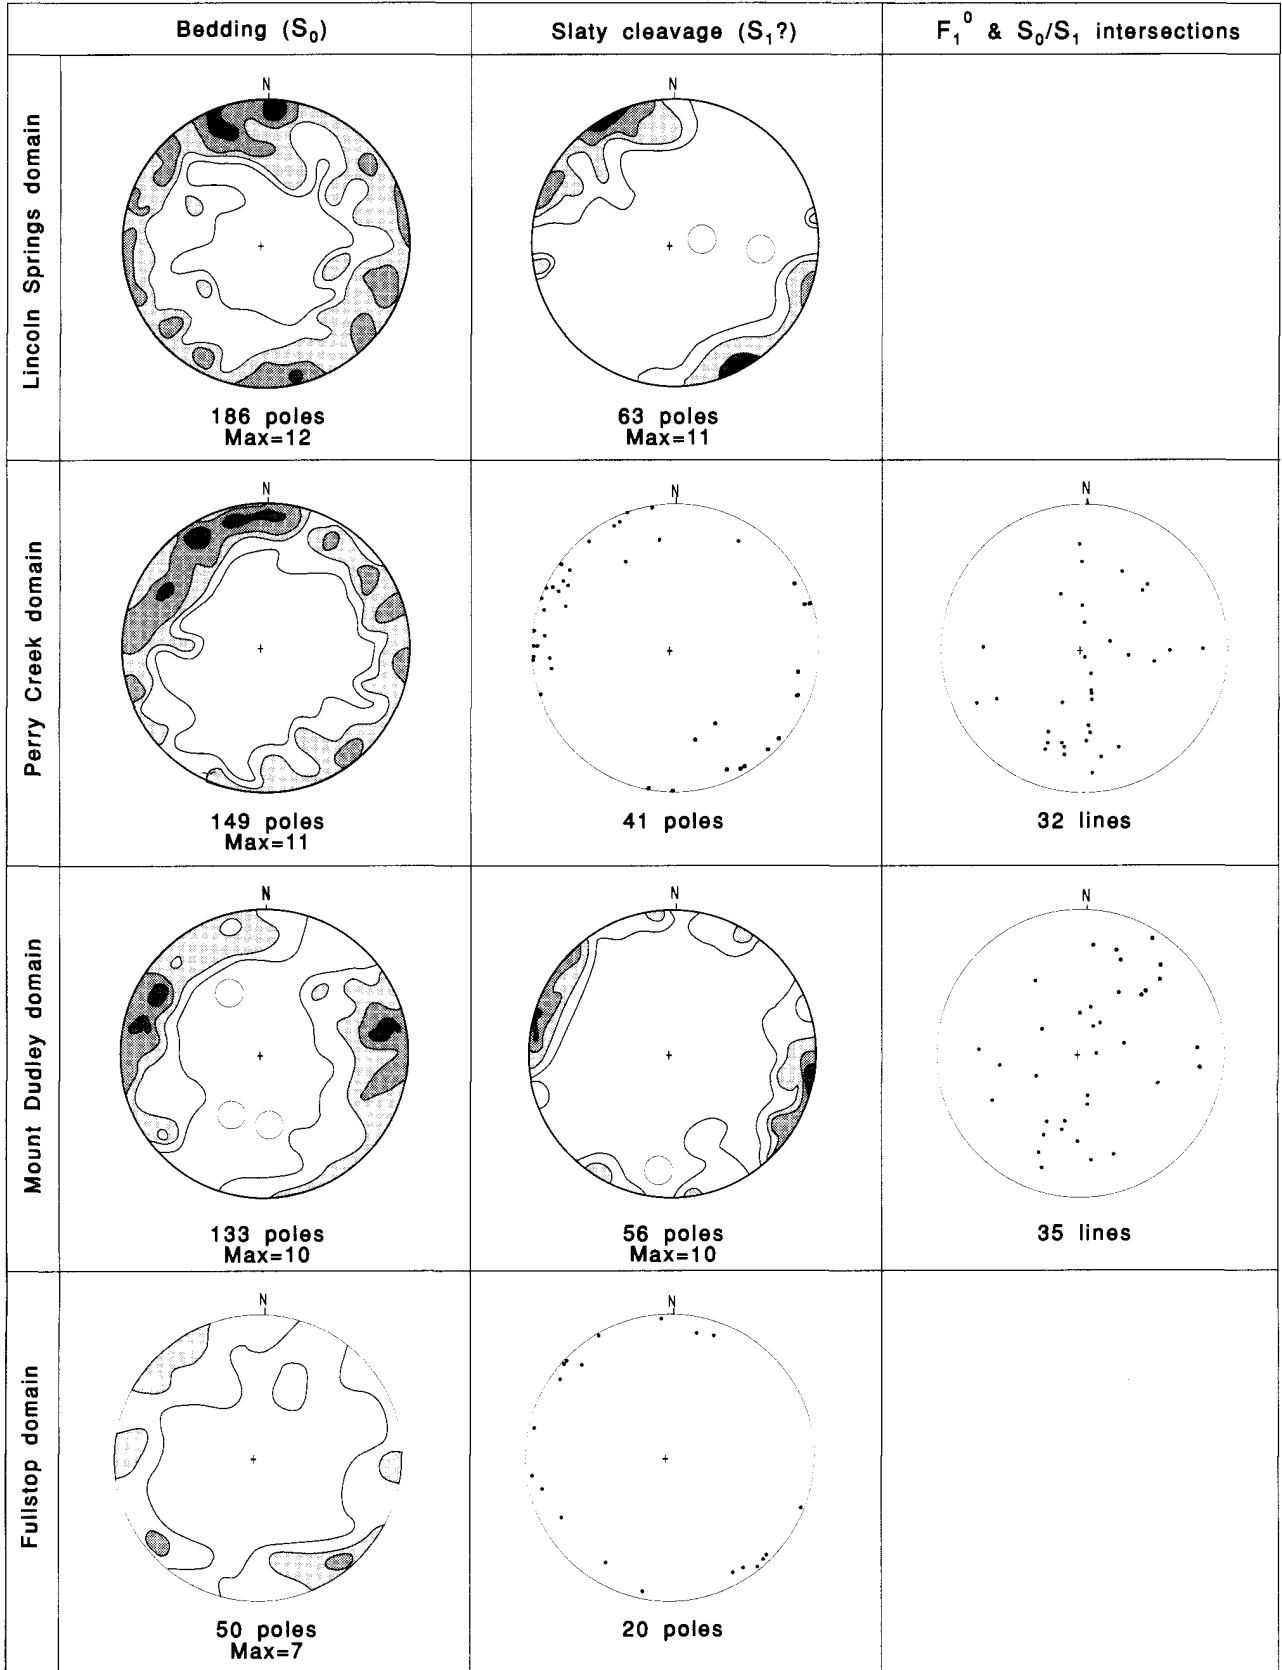 Bedding (S₀)
Slaty cleavage (S₁?)
F₁⁰ & S₀/S₁ intersections
Lincoln Springs domain
N
186 poles
Max=12
N
63 poles
Max=11
Perry Creek domain
N
149 poles
Max=11
N
41 poles
N
32 lines
Mount Dudley domain
N
133 poles
Max=10
N
56 poles
Max=10
N
35 lines
Fullstop domain
N
50 poles
Max=7
N
20 poles